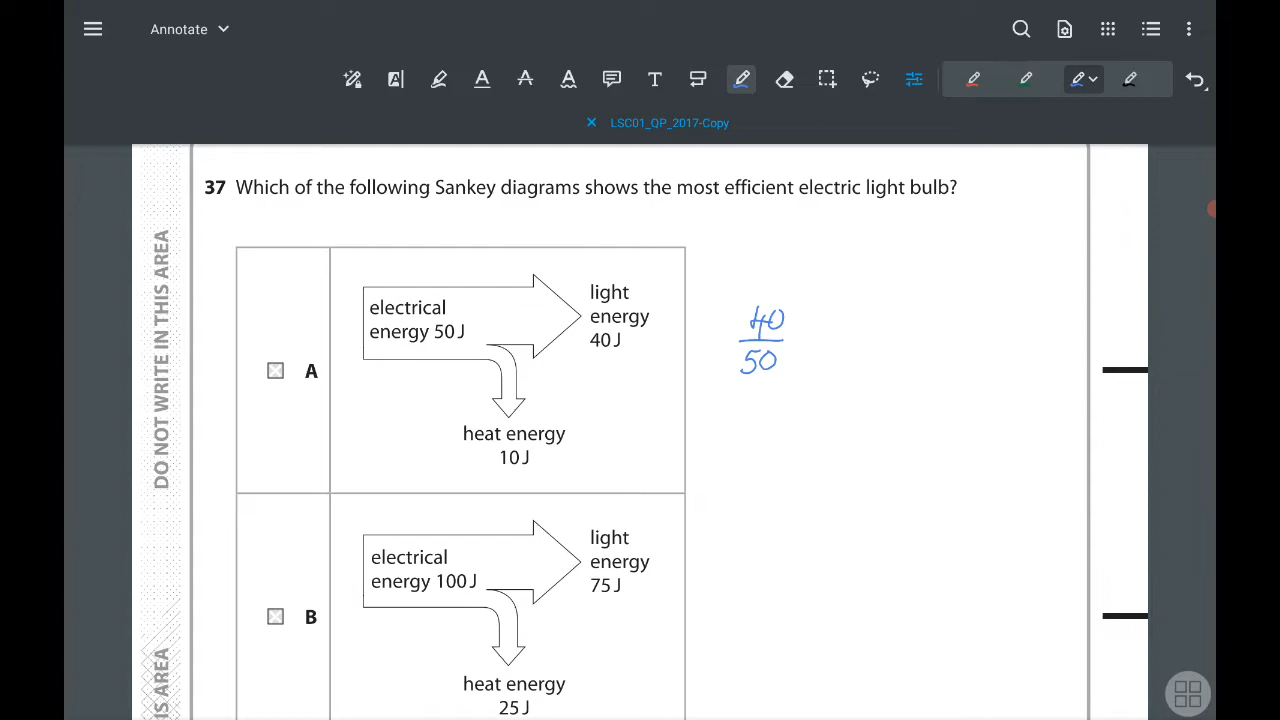 Annotate
LSC01_QP_2017-Copy
37 Which of the following Sankey diagrams shows the most efficient electric light bulb?
DO NOT WRITE IN THIS AREA
A
electrical
energy 50 J
light
energy
40 J
heat energy
10 J
40
50
B
electrical
energy 100 J
light
energy
75 J
heat energy
25 J
IS AREA